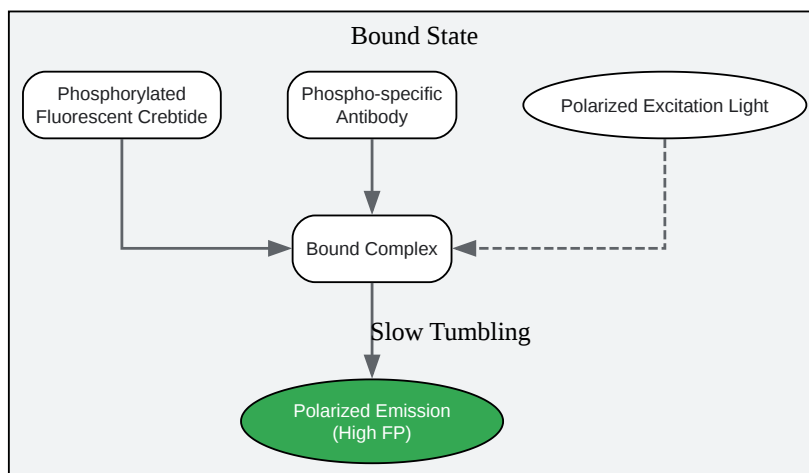 Bound State
Phosphorylated
Fluorescent Crebtide
Phospho-specific
Antibody
Polarized Excitation Light
Bound Complex
Slow Tumbling
Polarized Emission
(High FP)